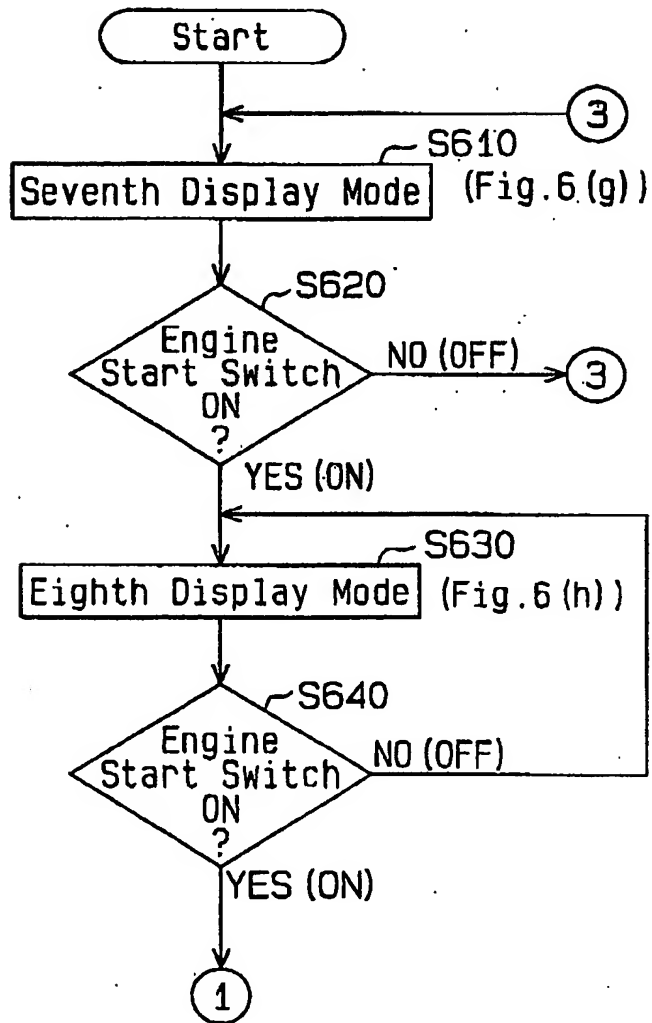 Start
3
S610
Seventh Display Mode (Fig.6(g))
S620
Engine
Start Switch
ON
?
NO (OFF)
3
YES (ON)
S630
Eighth Display Mode (Fig.6(h))
S640
Engine
Start Switch
ON
?
NO (OFF)
YES (ON)
1